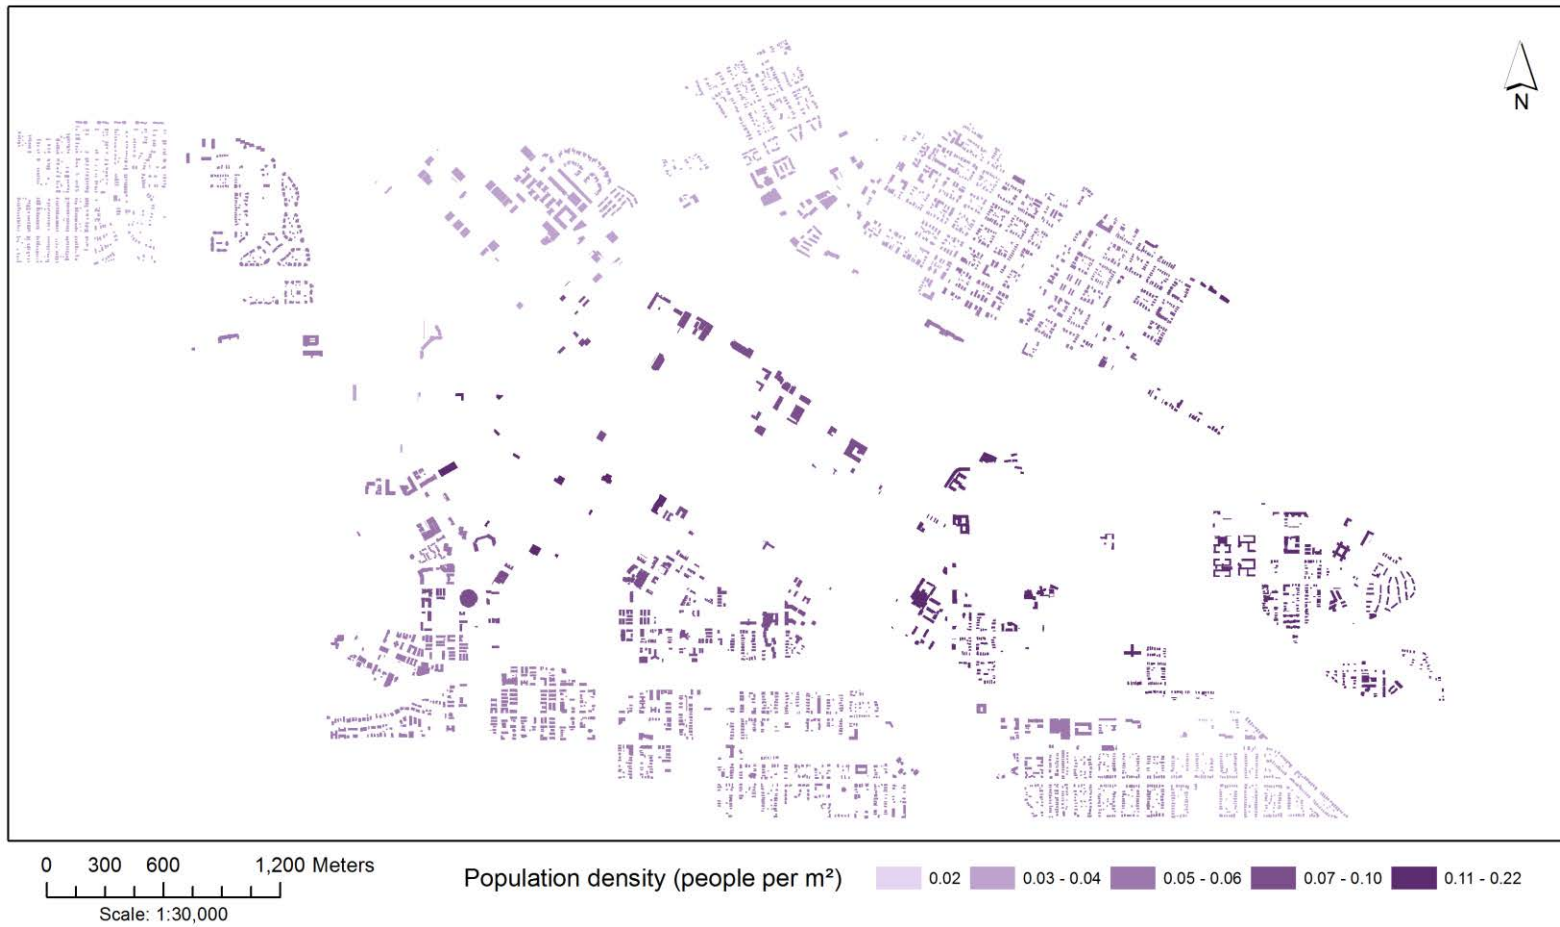 N
0 300 600 1,200 Meters
Scale: 1:30,000
Population density (people per m²) 0.02 0.03 - 0.04 0.05 - 0.06 0.07 - 0.10 0.11 - 0.22